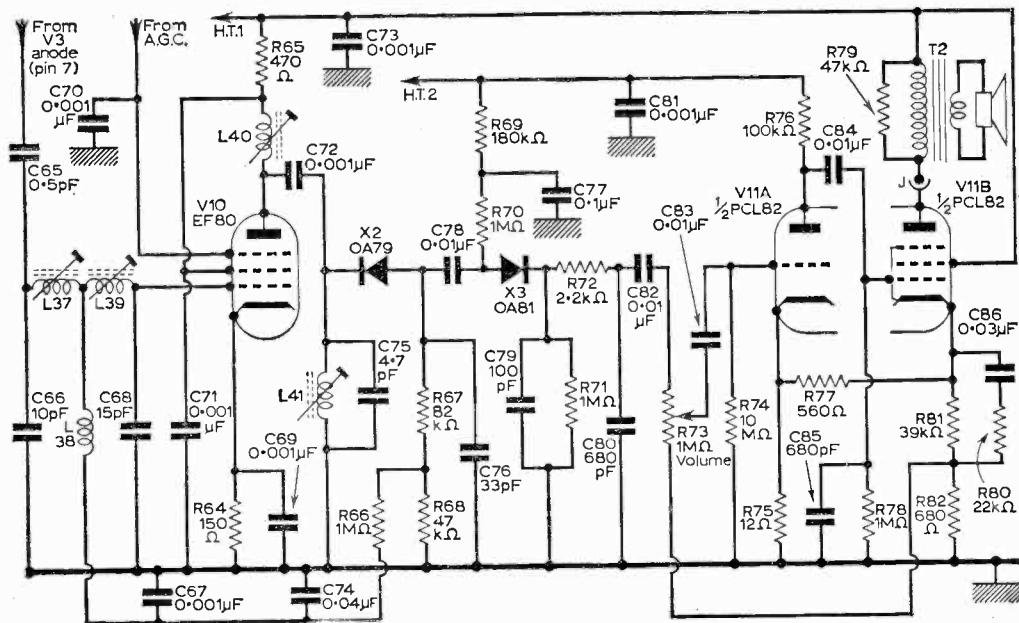 From
V3
anode
(pin 7)
From
A.G.C.
H.T.1
R65
470
Ω
C73
0·001μF
R79
47kΩ
T2
C70
0·001
μF
L40
H.T.2
R69
180kΩ
C81
0·001μF
R76
100kΩ
C84
0·01μF
C65
0·5pF
C72
0·001μF
V10
EF80
R70
1MΩ
C77
0·1μF
C83
0·01μF
V11A
½PCL82
J
V11B
½PCL82
X2
OA79
C78
0·01μF
X3
OA81
R72
2·2kΩ
C82
0·01
μF
L37
L39
C86
0·03μF
C75
4·7
pF
L41
C79
100
pF
R71
1MΩ
R67
82
kΩ
R77
560Ω
C66
10pF
L
38
C68
15pF
C71
0·001
μF
C69
0·001μF
C76
33pF
C80
680
pF
R73
1MΩ
Volume
R74
10
MΩ
C85
680pF
R81
39kΩ
R64
150
Ω
R66
1MΩ
R68
47
kΩ
R75
12Ω
R78
1MΩ
R82
680
Ω
R80
22kΩ
C67
0·001μF
C74
0·04μF